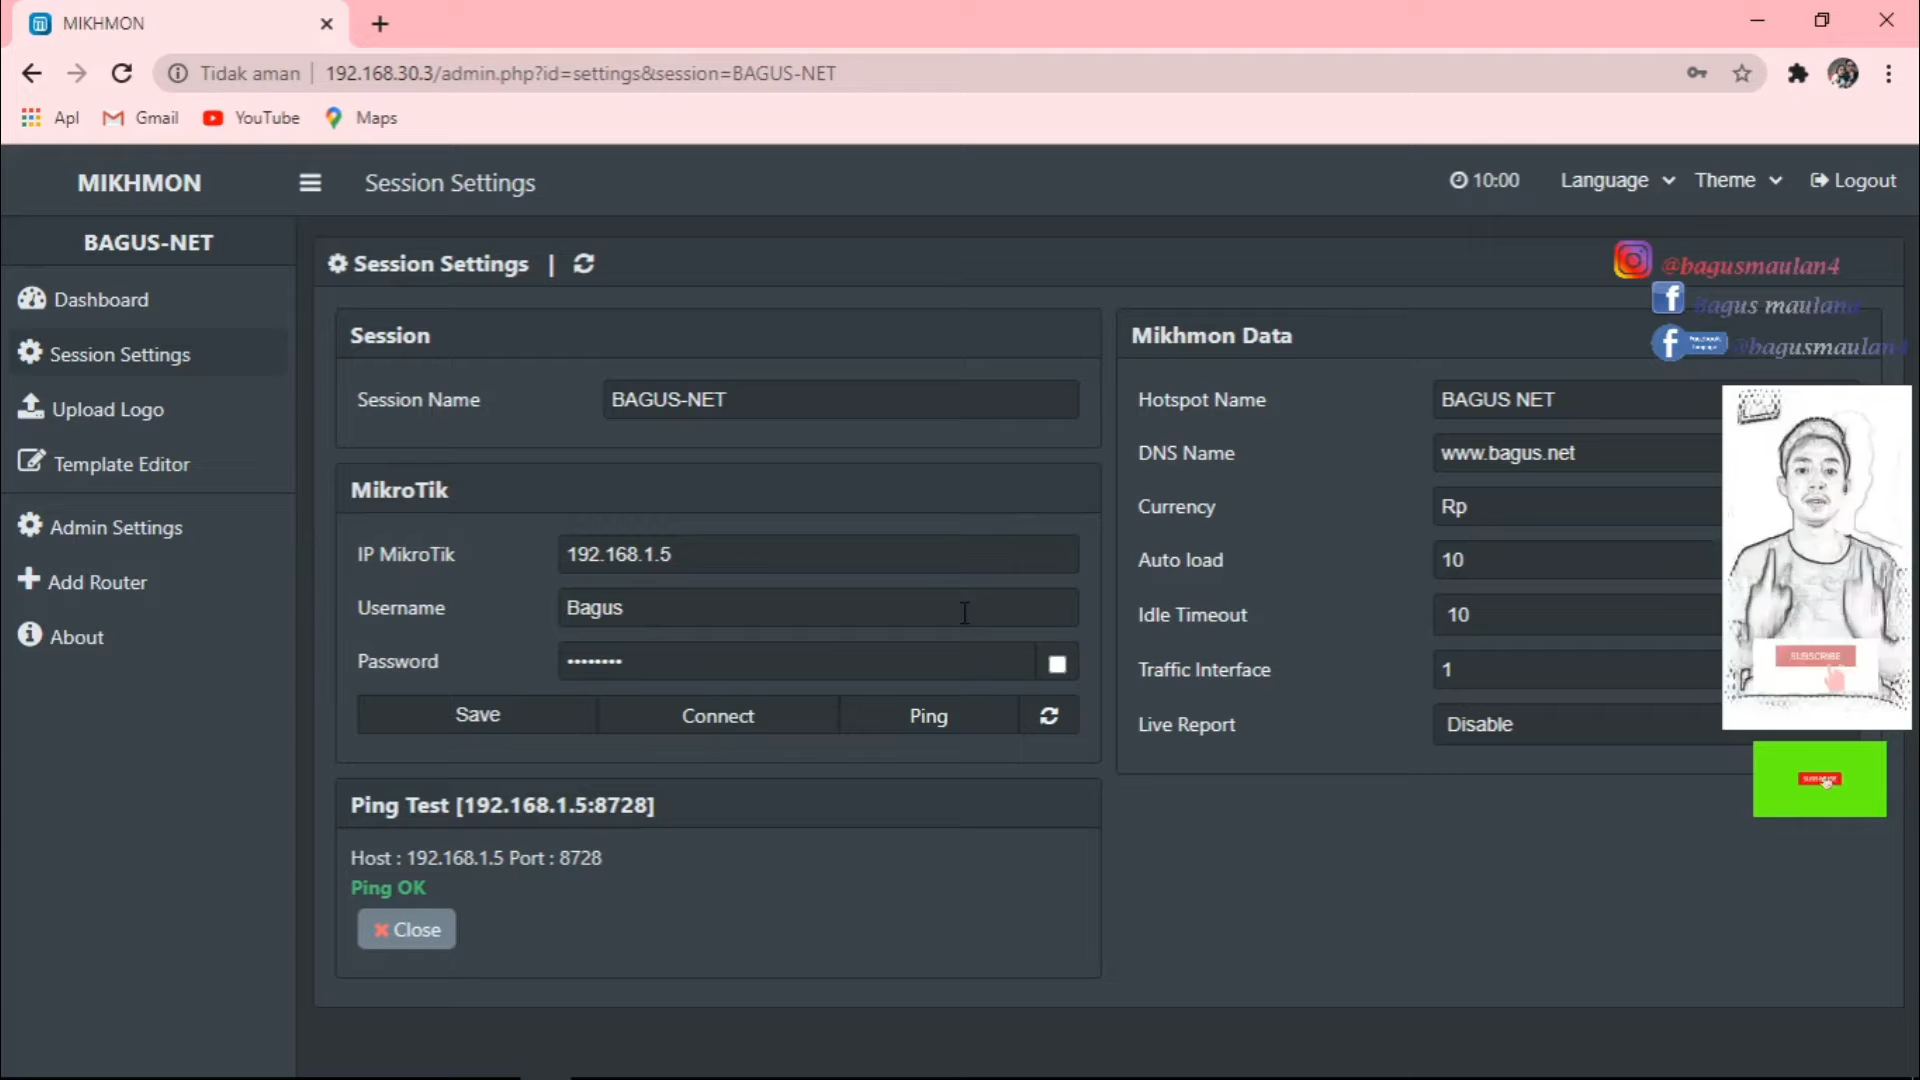 MIKHMON
Tidak aman
192.168.30.3/admin.php?id=settings&session=BAGUS-NET
Apl
Gmail
YouTube
Maps
MIKHMON
Session Settings
10:00
Language
Theme
Logout
BAGUS-NET
Dashboard
Session Settings
Upload Logo
Template Editor
Admin Settings
Add Router
About
Session Settings |
@bagusmaulan4
Bagus maulana
@bagusmaulan4
Session
Session Name
BAGUS-NET
MikroTik
IP MikroTik
192.168.1.5
Username
Bagus
Password
••••••••
Save
Connect
Ping
Ping Test [192.168.1.5:8728]
Host : 192.168.1.5 Port : 8728
Ping OK
Close
Mikhmon Data
Hotspot Name
BAGUS NET
DNS Name
www.bagus.net
Currency
Rp
Auto load
10
Idle Timeout
10
Traffic Interface
1
Live Report
Disable
SUBSCRIBE